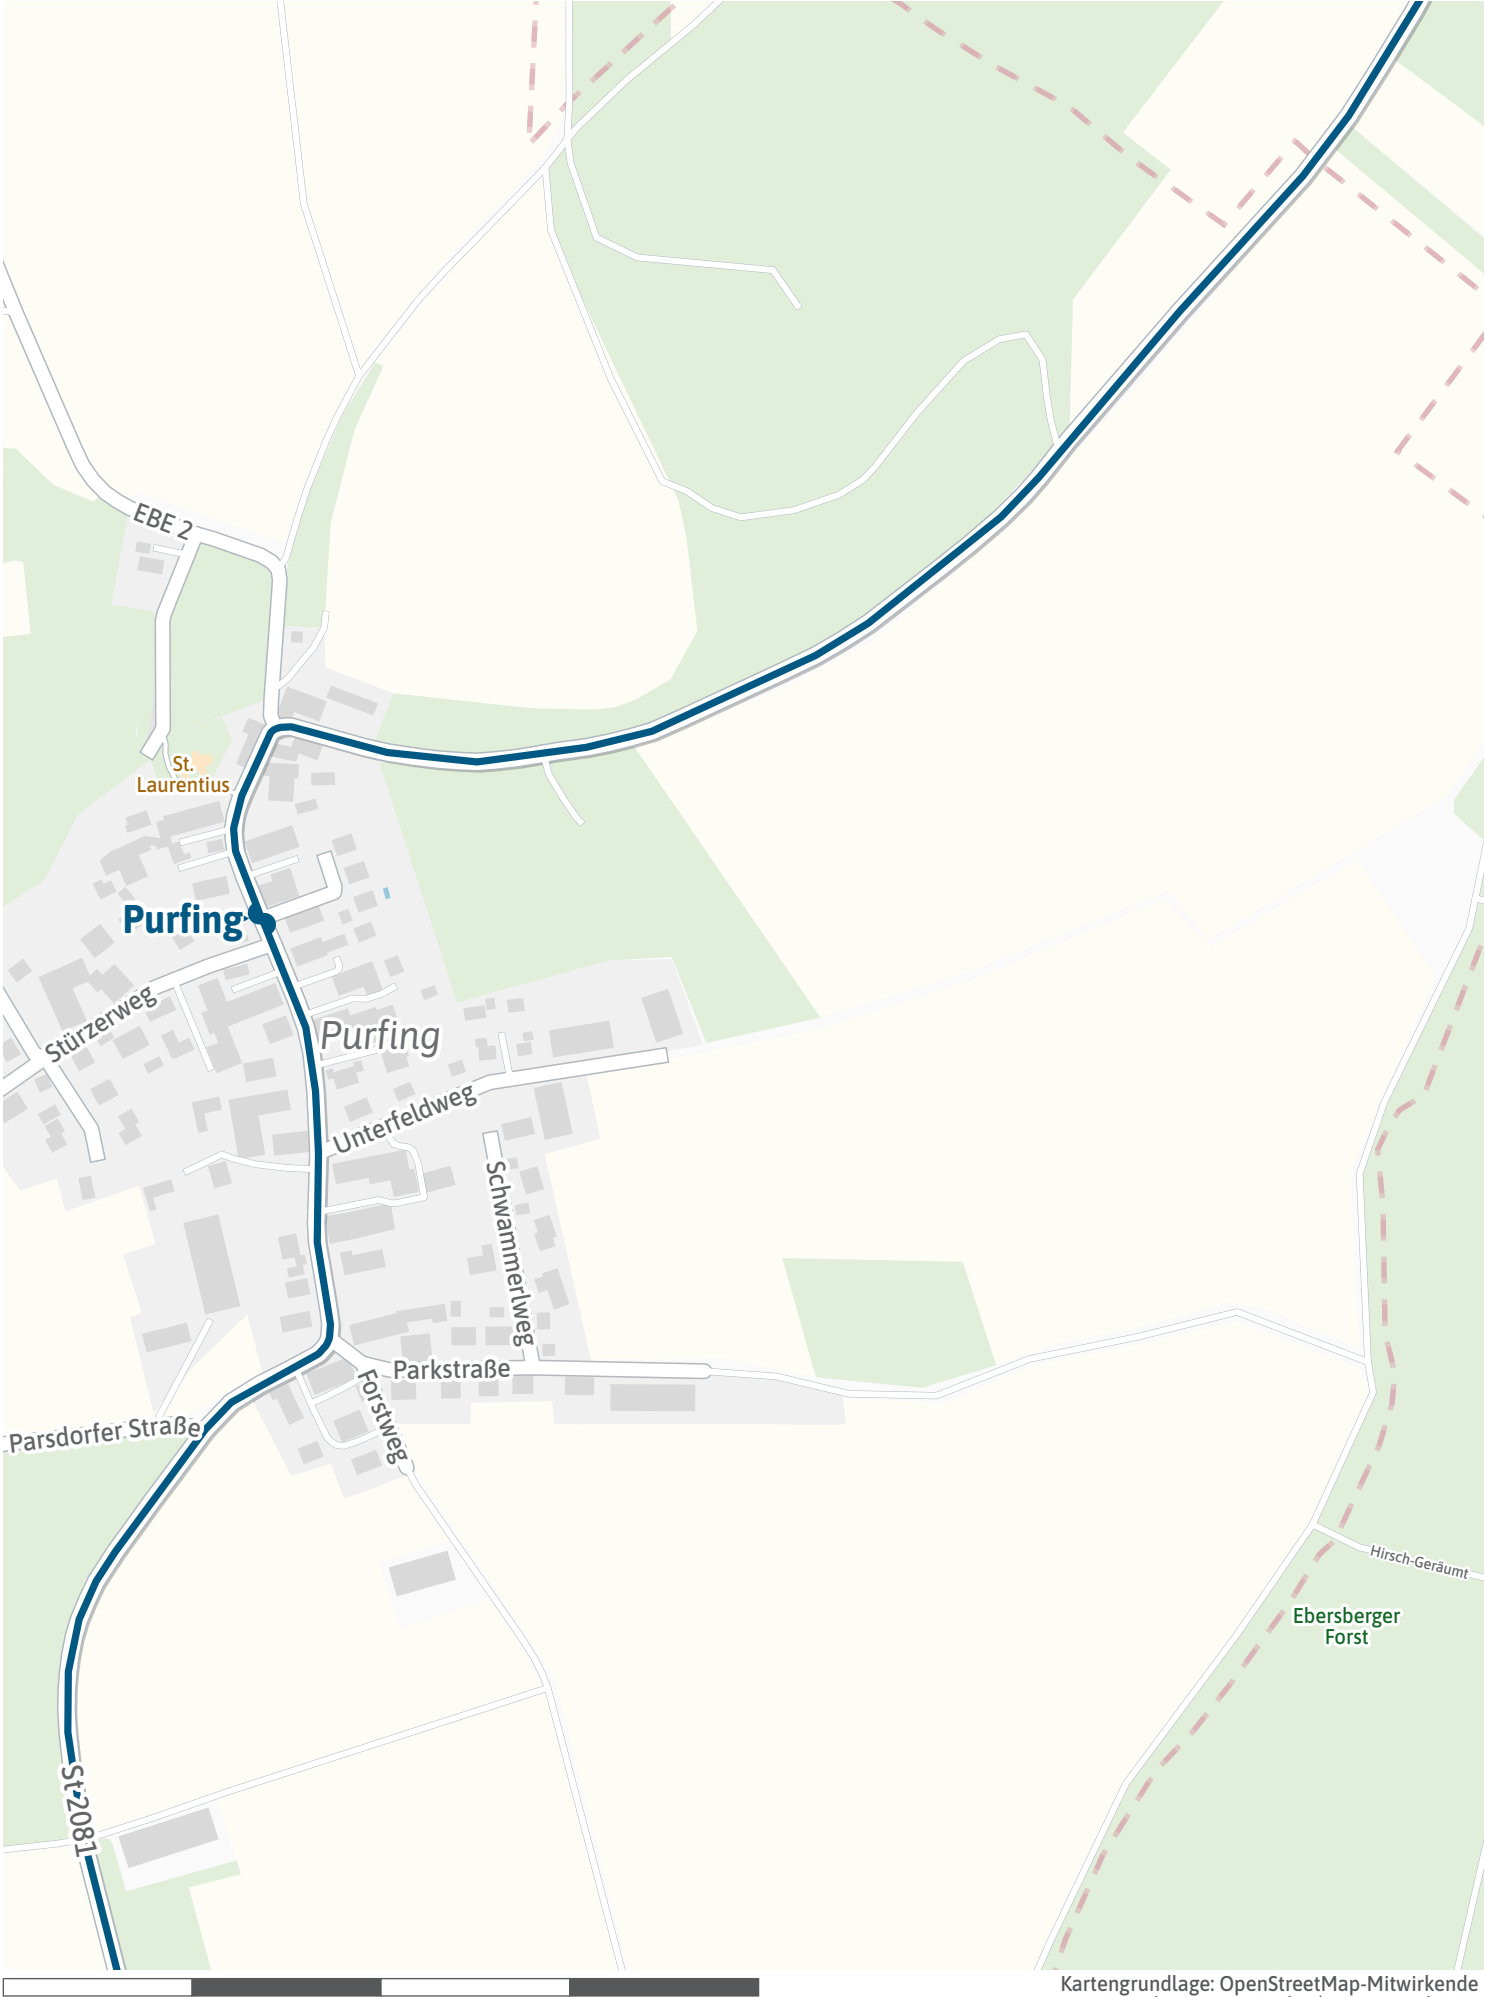 EBE 2
St.
Laurentius
Purfing
Stürzerweg
Purfing
Unterfeldweg
Schwammerlweg
Parkstraße
Forstweg
Parsdorfer Straße
Hirsch-Geräumt
Ebersberger
Forst
St 2081
Kartengrundlage: OpenStreetMap-Mitwirkende